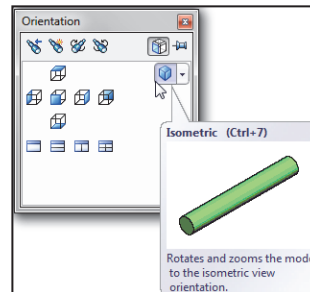 Orientation
Isometric (Ctrl+7)
Rotates and zooms the mode
to the isometric view
orientation.